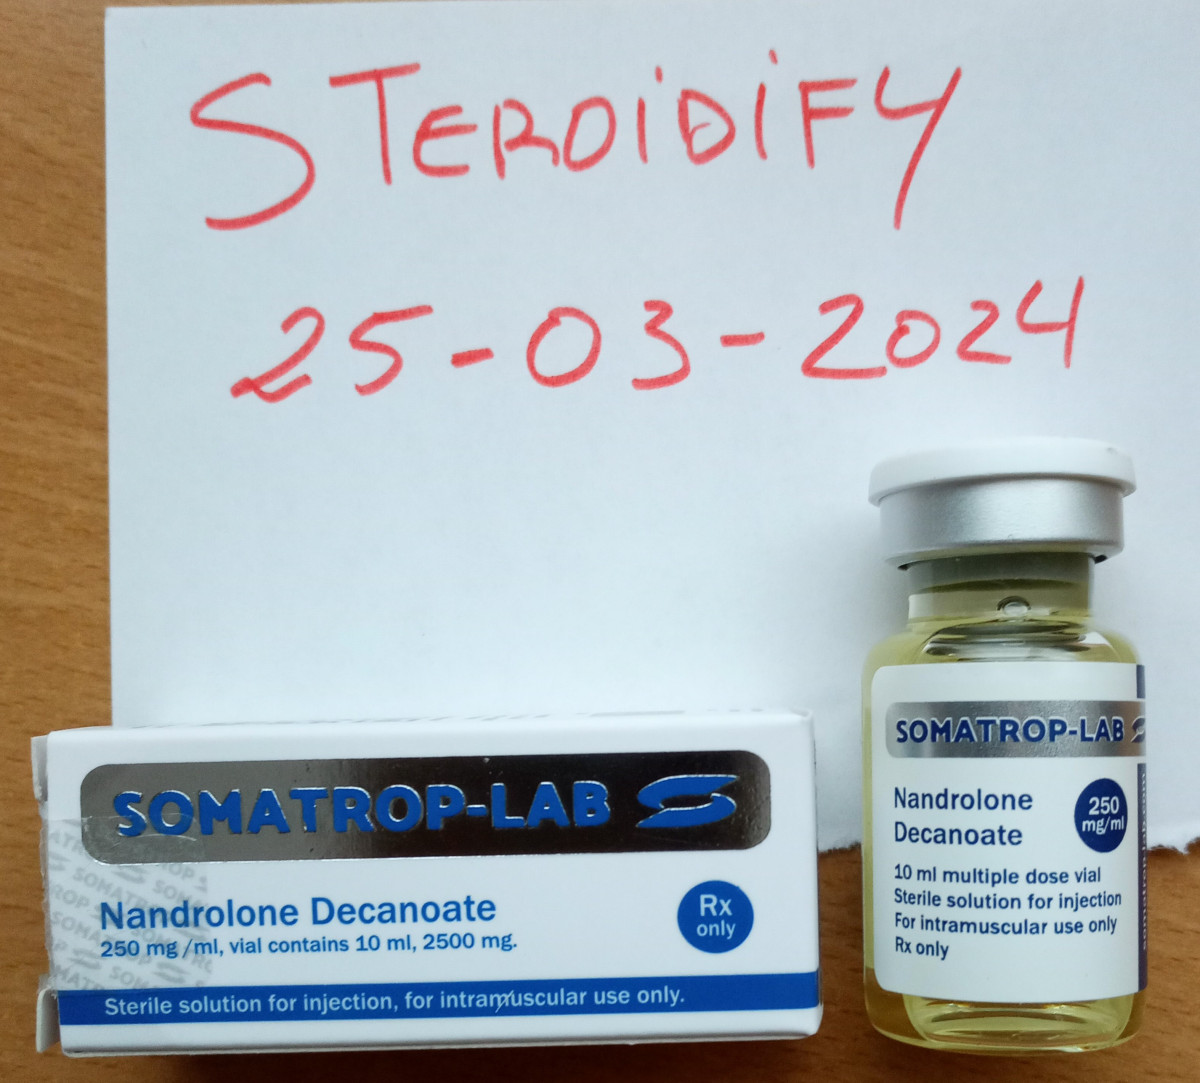 STEROiDiFY
25-03-2024
SOMATROP-LAB
Nandrolone Decanoate
250 mg /ml, vial contains 10 ml, 2500 mg.
Rx
only
Sterile solution for injection, for intramuscular use only.
SOMATROP-LAB
Nandrolone
Decanoate
250
mg/ml
10 ml multiple dose vial
Sterile solution for injection
For intramuscular use only
Rx only